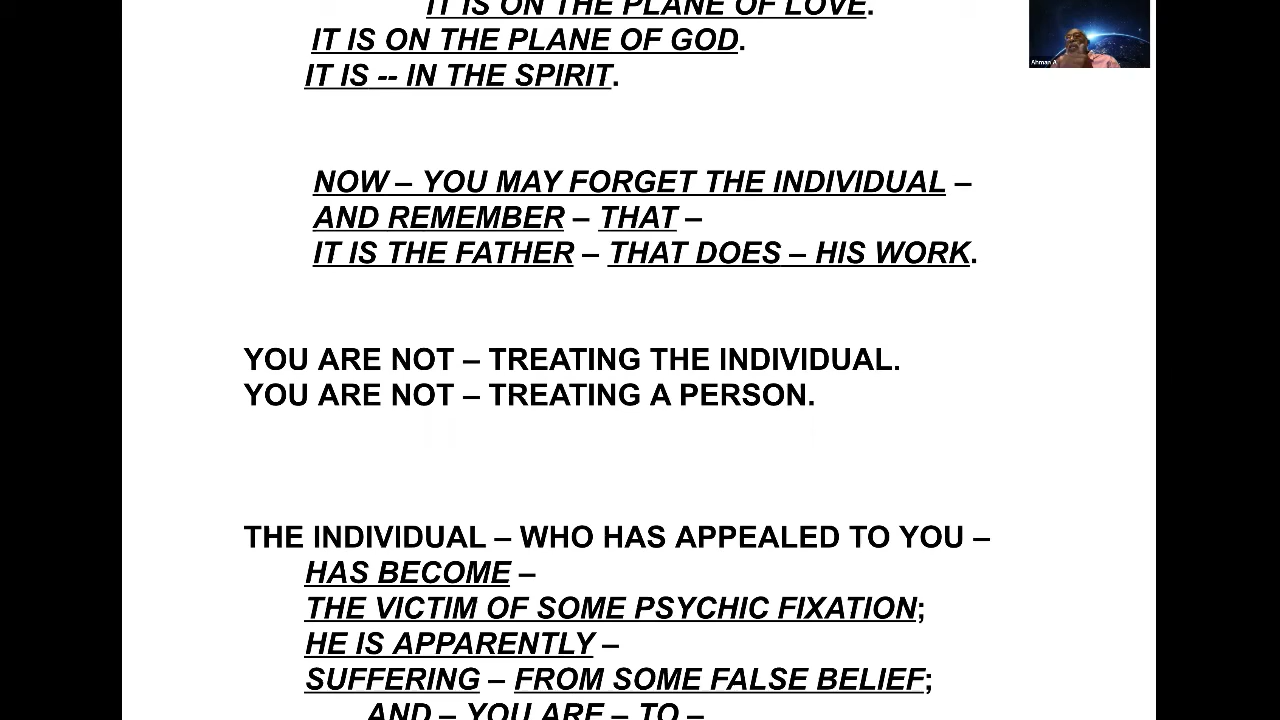 IT IS ON THE PLANE OF LOVE.
IT IS ON THE PLANE OF GOD.
IT IS -- IN THE SPIRIT.
Ahman A
NOW – YOU MAY FORGET THE INDIVIDUAL –
AND REMEMBER – THAT –
IT IS THE FATHER – THAT DOES – HIS WORK.
YOU ARE NOT – TREATING THE INDIVIDUAL.
YOU ARE NOT – TREATING A PERSON.
THE INDIVIDUAL – WHO HAS APPEALED TO YOU –
HAS BECOME –
THE VICTIM OF SOME PSYCHIC FIXATION;
HE IS APPARENTLY –
SUFFERING – FROM SOME FALSE BELIEF;
AND – YOU ARE – TO –